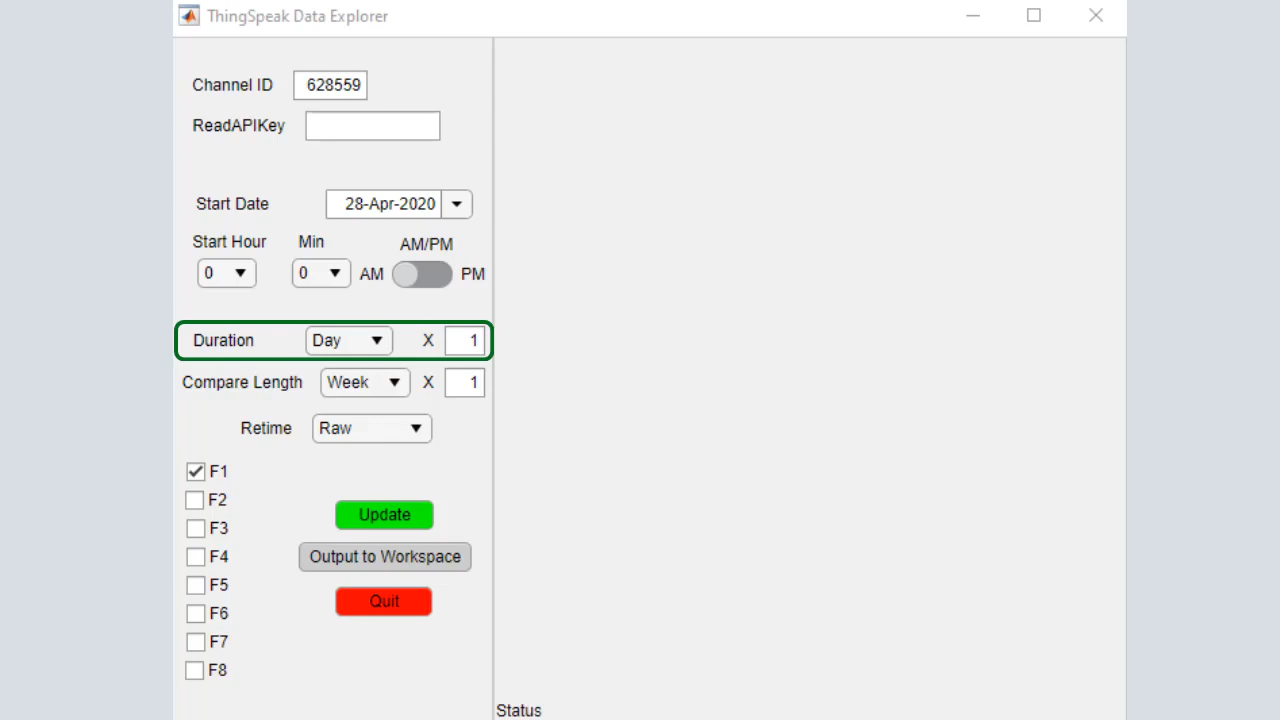 ThingSpeak Data Explorer
Channel ID 628559
ReadAPIKey
Start Date 28-Apr-2020
Start Hour Min AM/PM
0 0 AM PM
Duration Day X 1
Compare Length Week X 1
Retime Raw
F1
F2
Update
F3
F4 Output to Workspace
F5
Quit
F6
F7
F8
Status